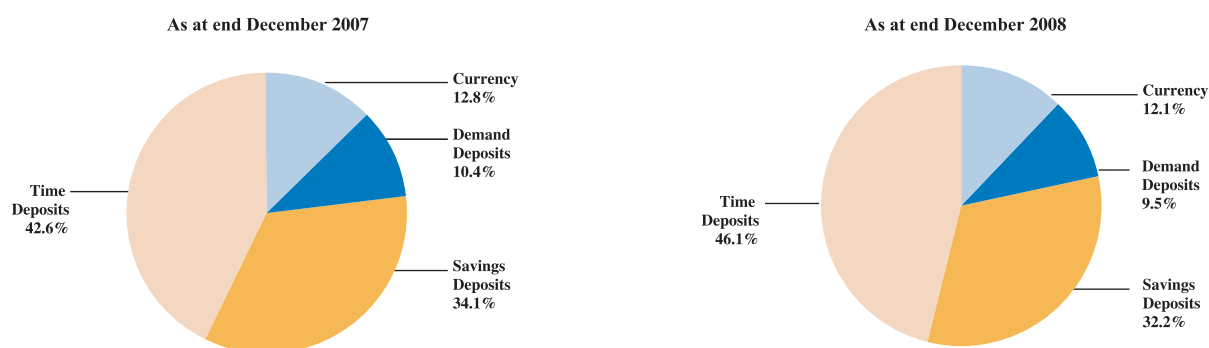 As at end December 2007
Currency
12.8%
Demand
Deposits
10.4%
Time
Deposits
42.6%
Savings
Deposits
34.1%
As at end December 2008
Currency
12.1%
Demand
Deposits
9.5%
Time
Deposits
46.1%
Savings
Deposits
32.2%